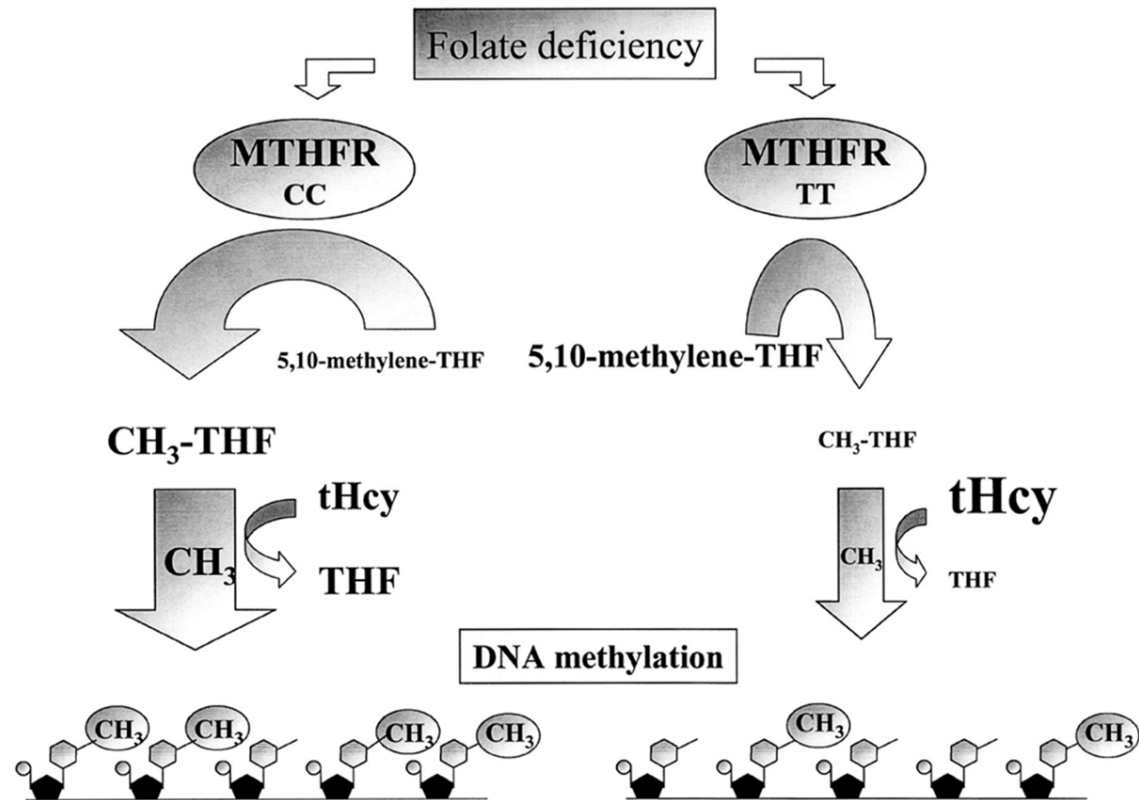 Folate deficiency
MTHFR
CC
MTHFR
TT
5,10-methylene-THF
5,10-methylene-THF
CH₃-THF
CH₃-THF
tHcy
tHcy
CH₃
THF
CH₃
THF
DNA methylation
CH₃
CH₃
CH₃
CH₃
CH₃
CH₃